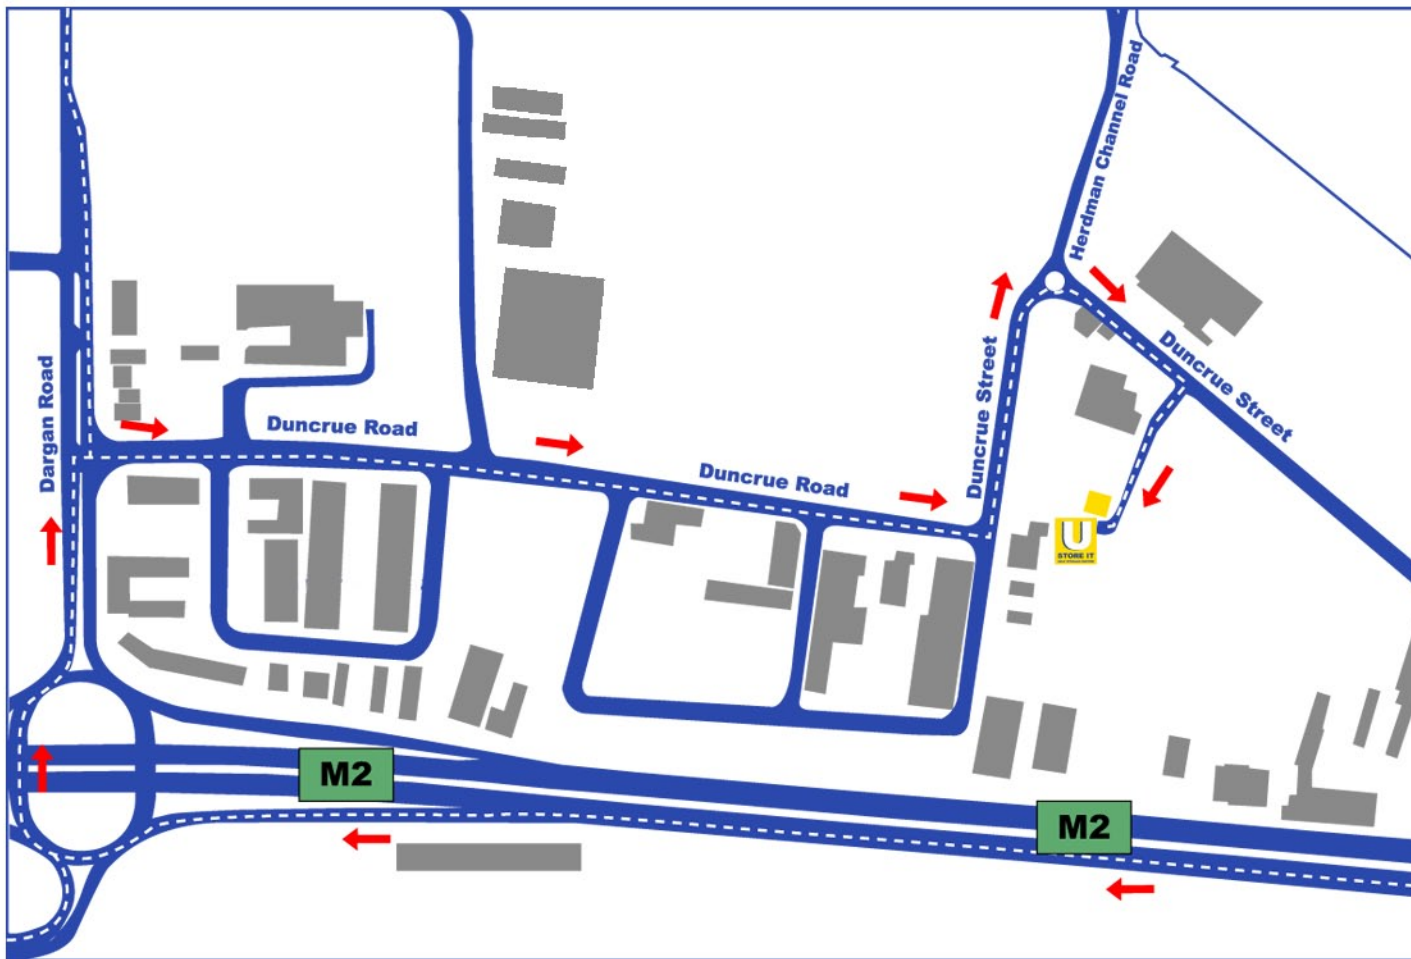 Herdman Channel Road
Dargan Road
Duncrue Road
Duncrue Road
Duncrue Street
Duncrue Street
U
STORE IT
M2
M2